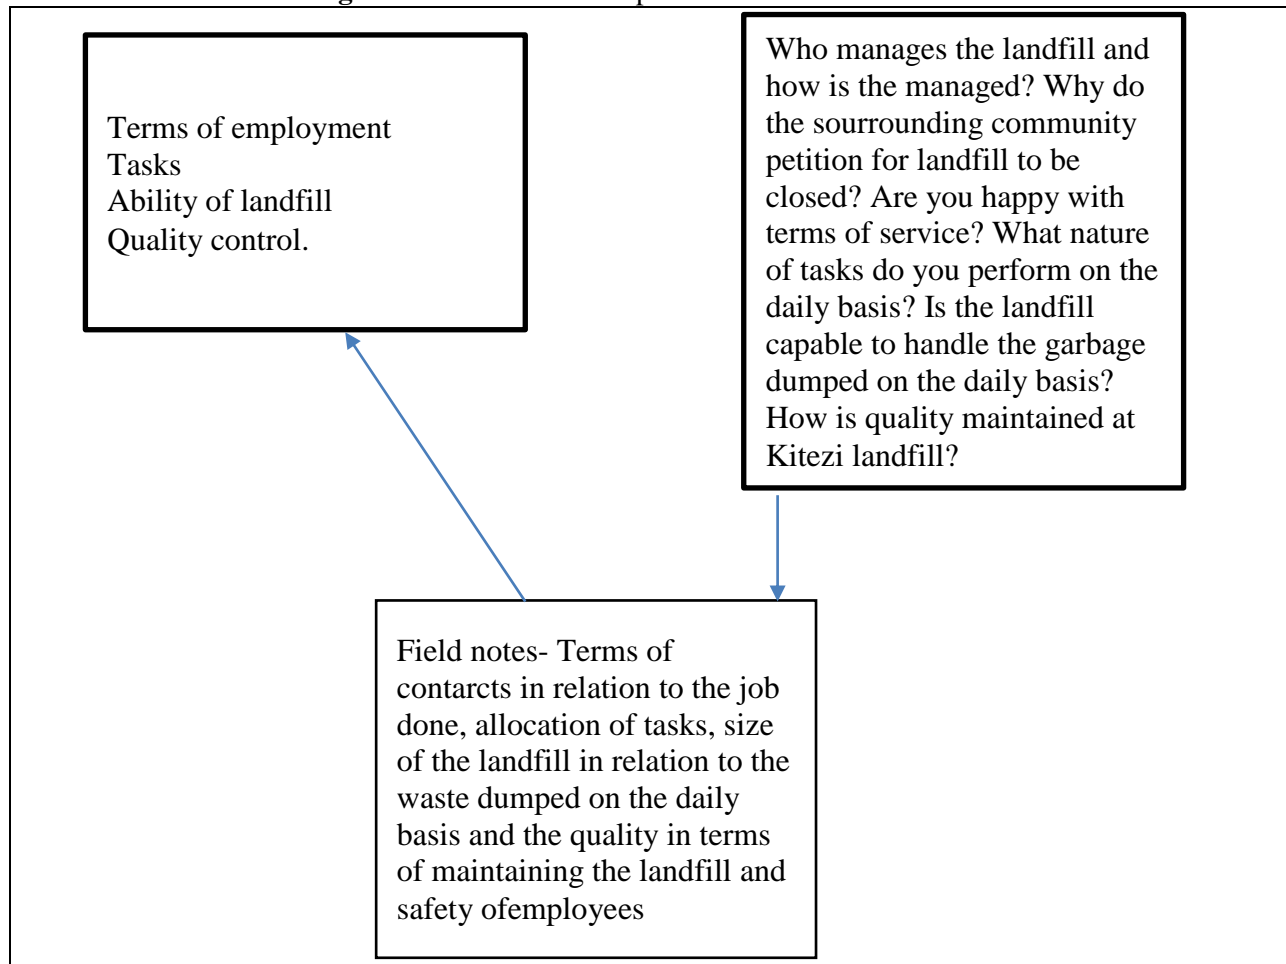 Terms of employment
Tasks
Ability of landfill
Quality control.
Who manages the landfill and
how is the managed? Why do
the sourrounding community
petition for landfill to be
closed? Are you happy with
terms of service? What nature
of tasks do you perform on the
daily basis? Is the landfill
capable to handle the garbage
dumped on the daily basis?
How is quality maintained at
Kitezi landfill?
Field notes- Terms of
contarcts in relation to the job
done, allocation of tasks, size
of the landfill in relation to the
waste dumped on the daily
basis and the quality in terms
of maintaining the landfill and
safety ofemployees